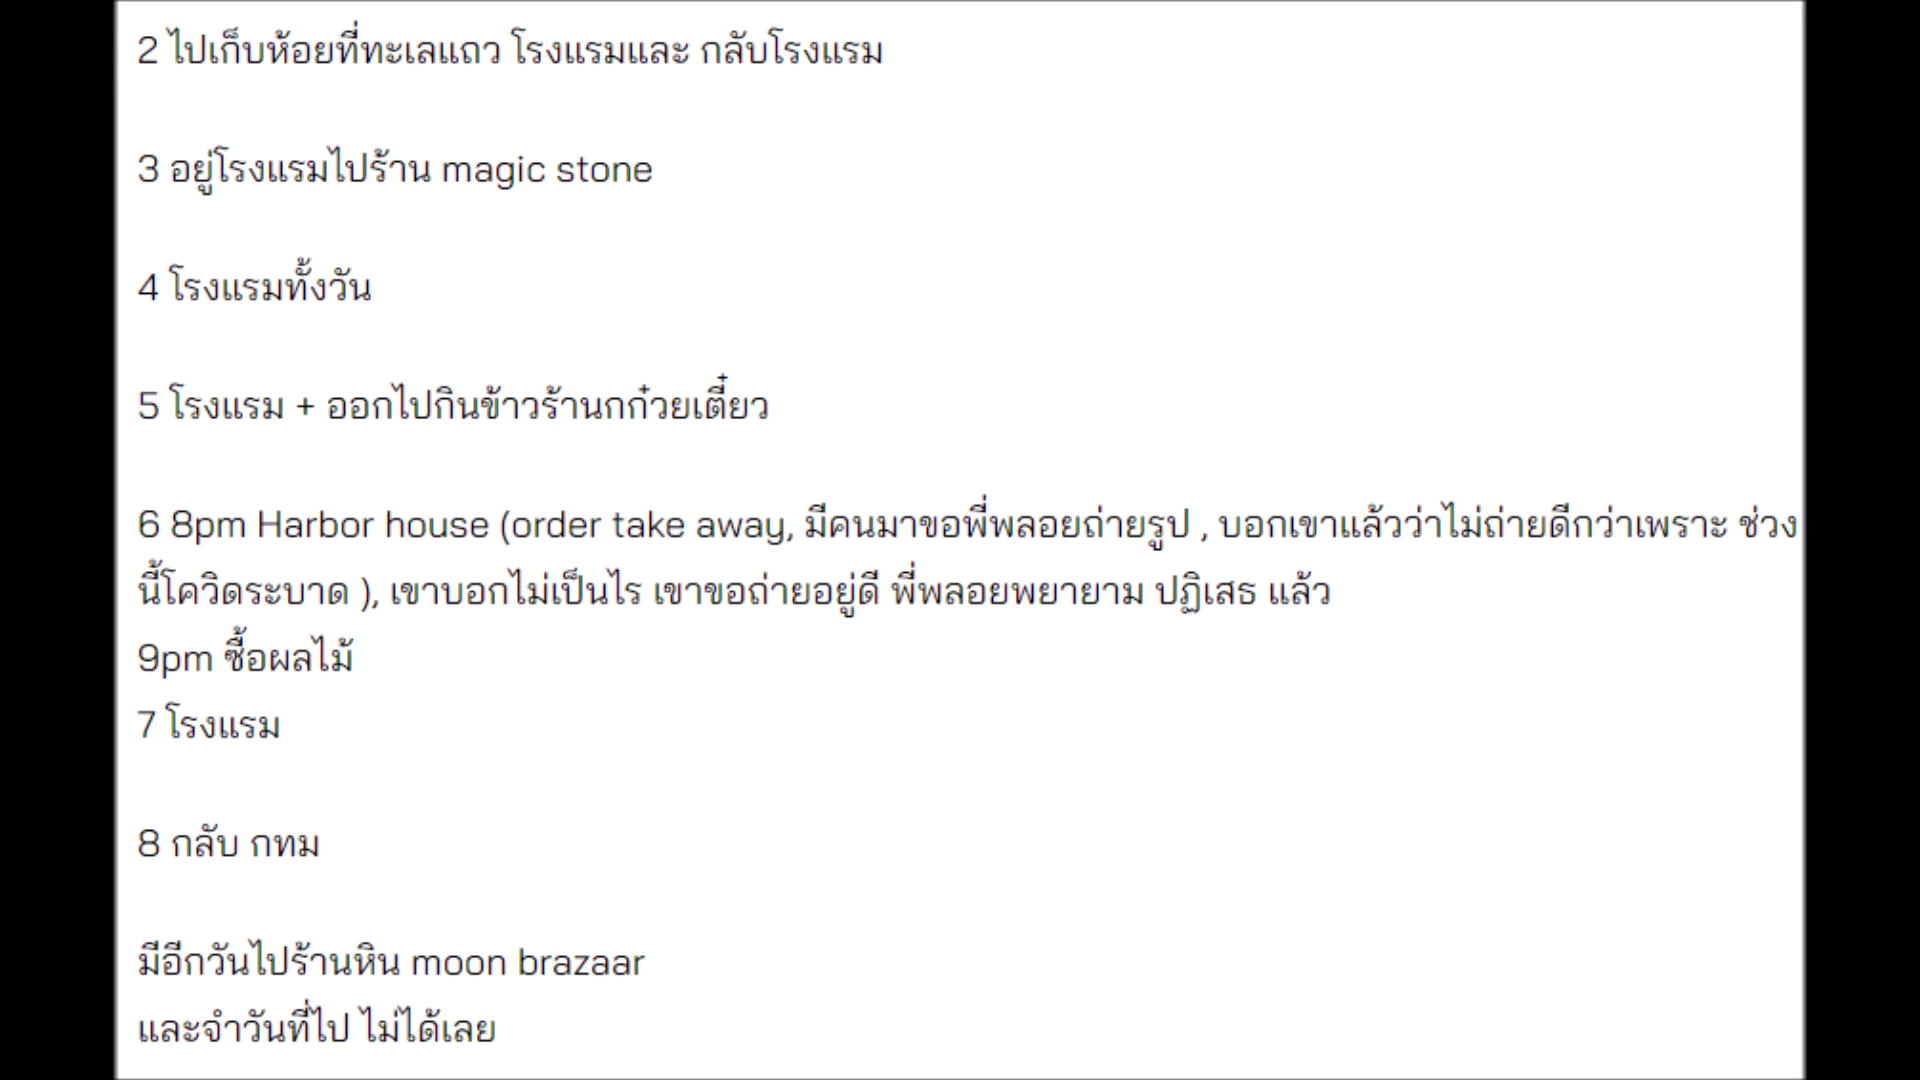 2 ไปเก็บห้อยที่ทะเลแถว โรงแรมและ กลับโรงแรม
3 อยู่โรงแรมไปร้าน magic stone
4 โรงแรมทั้งวัน
5 โรงแรม + ออกไปกินข้าวร้านกก๋วยเตี๋ยว
6 8pm Harbor house (order take away, มีคนมาขอพี่พลอยถ่ายรูป , บอกเขาแล้วว่าไม่ถ่ายดีกว่าเพราะ ช่วง
นี้โควิดระบาด ), เขาบอกไม่เป็นไร เขาขอถ่ายอยู่ดี พี่พลอยพยายาม ปฏิเสธ แล้ว
9pm ซื้อผลไม้
7 โรงแรม
8 กลับ กทม
มีอีกวันไปร้านหิน moon brazaar
และจำวันที่ไป ไม่ได้เลย